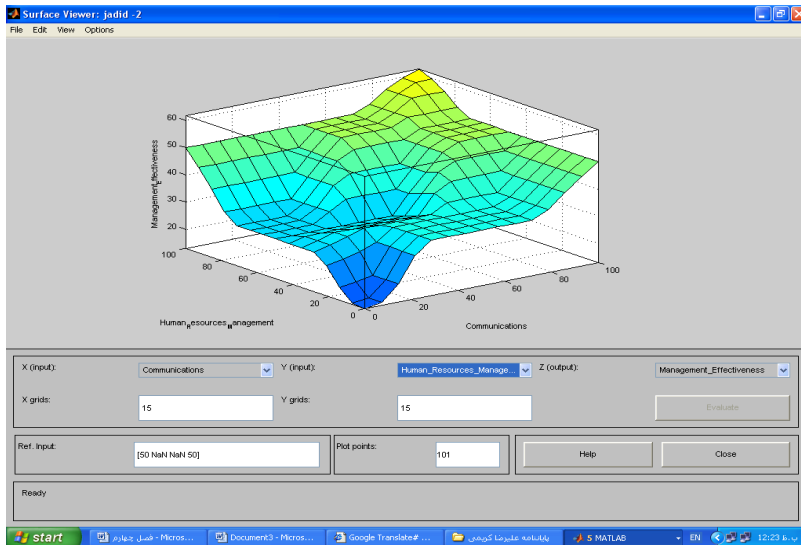 Surface Viewer: jadid -2
File Edit View Options
60
50
40
30
20
Management_Effectiveness
100
80
60
40
20
0
0
20
40
60
80
100
Human_Resources_Management
Communications
X (input):
Communications
Y (input):
Human_Resources_Manage...
Z (output):
Management_Effectiveness
X grids:
15
Y grids:
15
Evaluate
Ref. Input:
[50 NaN NaN 50]
Plot points:
101
Help
Close
Ready
start
فصل چهارم - Micros...
Document3 - Micros...
Google Translate# ...
پایانامه علیرضا کریمی
5 MATLAB
EN
12:23 ب.ظ